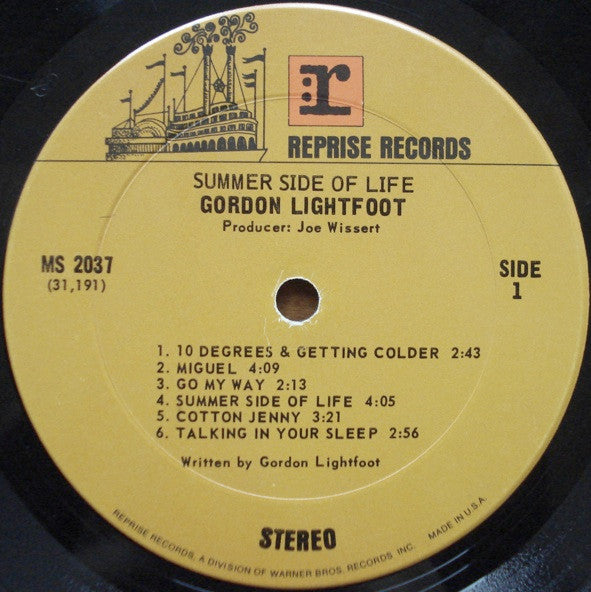 r
REPRISE RECORDS
SUMMER SIDE OF LIFE
GORDON LIGHTFOOT
Producer: Joe Wissert
MS 2037
(31,191)
SIDE
1
1. 10 DEGREES & GETTING COLDER 2:43
2. MIGUEL 4:09
3. GO MY WAY 2:13
4. SUMMER SIDE OF LIFE 4:05
5. COTTON JENNY 3:21
6. TALKING IN YOUR SLEEP 2:56
Written by Gordon Lightfoot
STEREO
REPRISE RECORDS, A DIVISION OF WARNER BROS. RECORDS INC. MADE IN U.S.A.